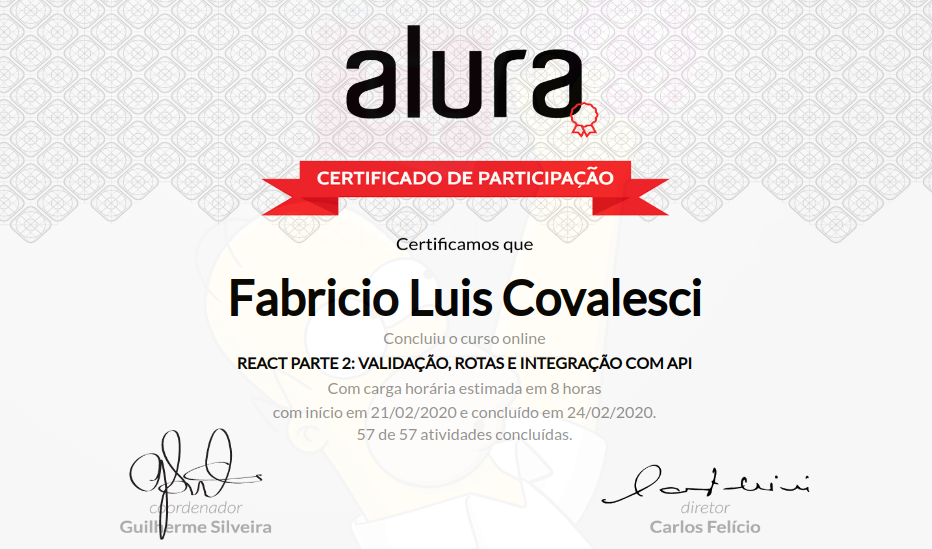 alura
CERTIFICADO DE PARTICIPAÇÃO
Certificamos que
Fabricio Luis Covalesci
Concluiu o curso online
REACT PARTE 2: VALIDAÇÃO, ROTAS E INTEGRAÇÃO COM API
Com carga horária estimada em 8 horas
com início em 21/02/2020 e concluído em 24/02/2020.
57 de 57 atividades concluídas.
coordenador
Guilherme Silveira
diretor
Carlos Felício